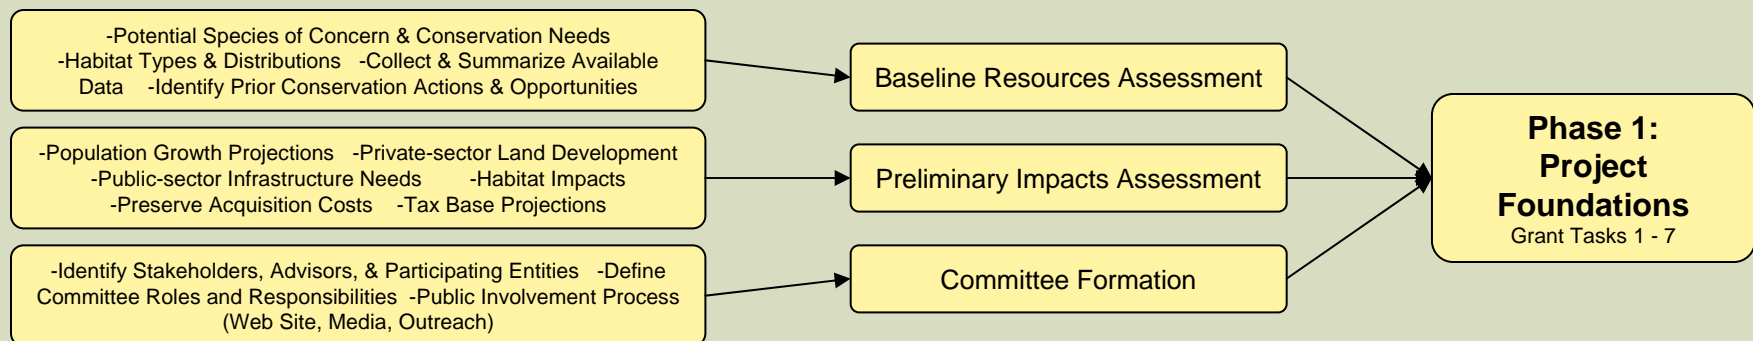 -Potential Species of Concern & Conservation Needs
-Habitat Types & Distributions -Collect & Summarize Available
Data -Identify Prior Conservation Actions & Opportunities
Baseline Resources Assessment
-Population Growth Projections -Private-sector Land Development
-Public-sector Infrastructure Needs -Habitat Impacts
-Preserve Acquisition Costs -Tax Base Projections
Preliminary Impacts Assessment
-Identify Stakeholders, Advisors, & Participating Entities -Define
Committee Roles and Responsibilities -Public Involvement Process
(Web Site, Media, Outreach)
Committee Formation
Phase 1:
Project
Foundations
Grant Tasks 1 - 7